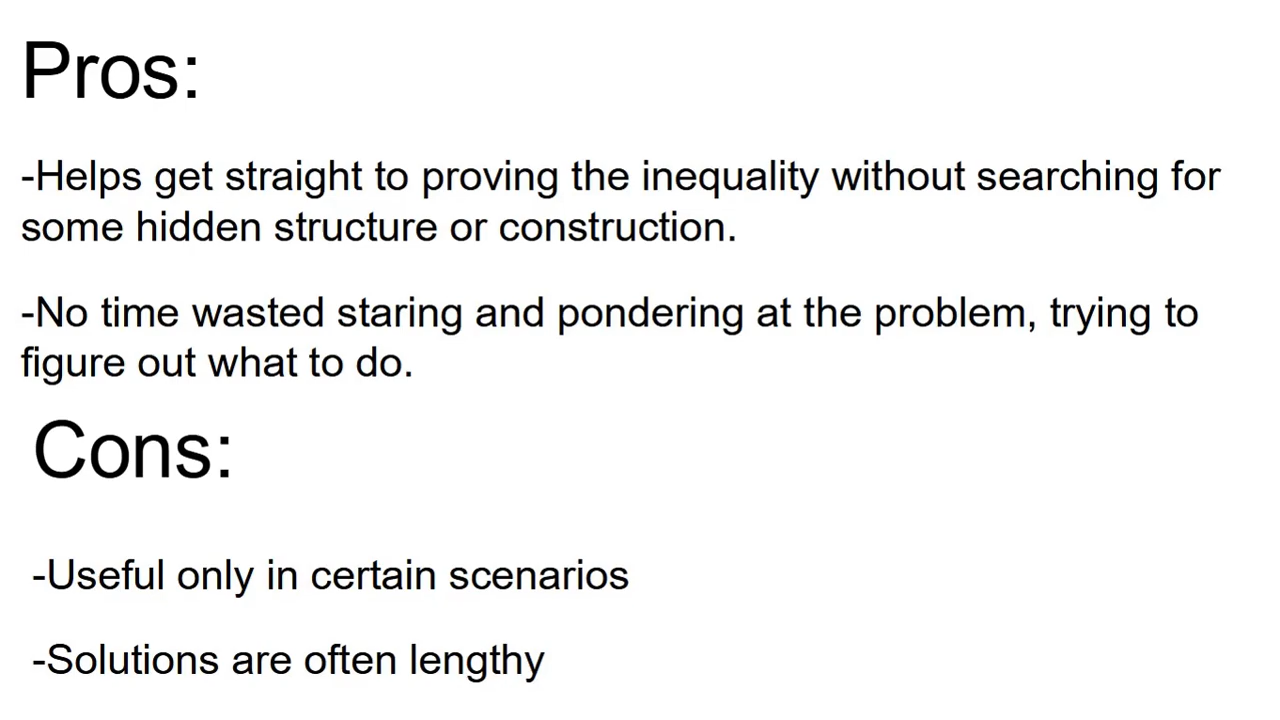 Pros:
-Helps get straight to proving the inequality without searching for
some hidden structure or construction.
-No time wasted staring and pondering at the problem, trying to
figure out what to do.
Cons:
-Useful only in certain scenarios
-Solutions are often lengthy